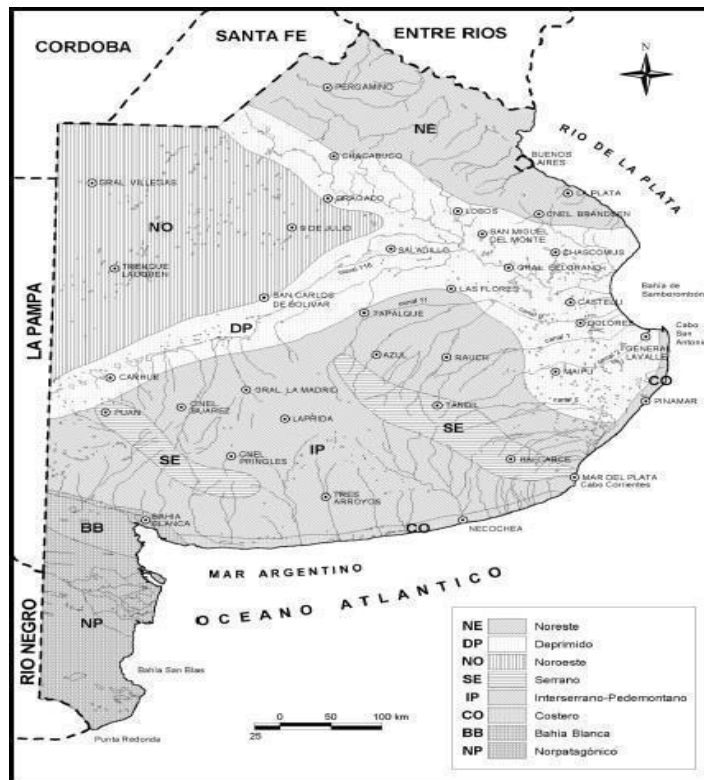 CORDOBA
SANTA FE
ENTRE RIOS
N
PERGAMINO
NE
RIO DE LA PLATA
CHACABUCO
BUENOS AIRES
GRAL. VILLEGAS
LA PLATA
BRAGADO
LOBOS
CNEL. BRANDSEN
NO
9 DE JULIO
SAN MIGUEL DEL MONTE
SALADILLO
CHASCOMUS
TRENQUE LAUQUEN
canal 16
GRAL. BELGRANO
Bahía de Samborombón
LAS FLORES
SAN CARLOS DE BOLIVAR
canal 11
CASTELLI
TAPALQUE
DOLORES
Cabo San Antonio
LA PAMPA
DP
canal 1
GENERAL LAVALLE
AZUL
RAUCH
MAIPU
CO
CARHUE
GRAL. LA MADRID
PINAMAR
PUAN
CNEL. SUAREZ
LAPRIDA
TANDIL
SE
IP
SE
CNEL. PRINGLES
BALCARCE
MAR DEL PLATA
Cabo Corrientes
TRES ARROYOS
BB
BAHIA BLANCA
CO
NECOCHEA
MAR ARGENTINO
OCEANO ATLANTICO
RIO NEGRO
NP
Bahía San Blas
Punta Redonda
0 50 100 km
25
NE Noreste
DP Deprimido
NO Noroeste
SE Serrano
IP Interserrano-Pedemontano
CO Costero
BB Bahía Blanca
NP Norpatagónico